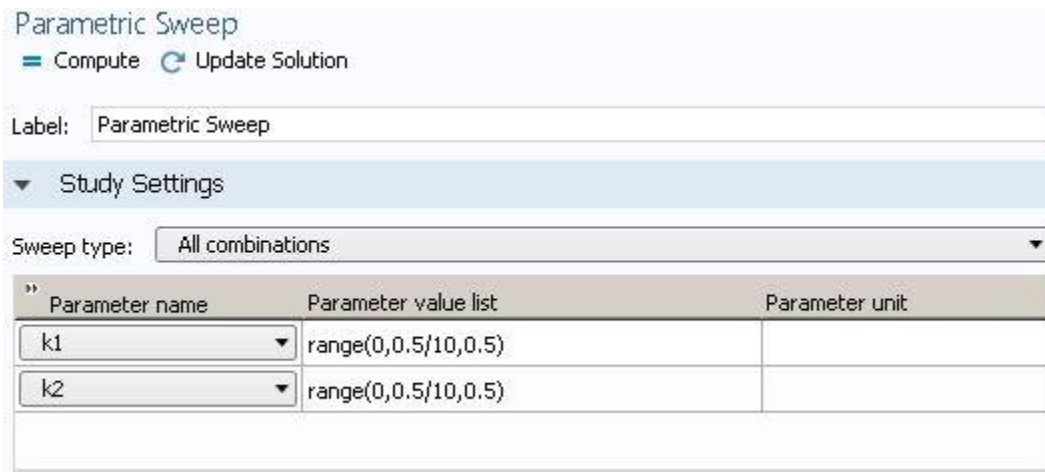 Parametric Sweep
= Compute Update Solution
Label: Parametric Sweep
Study Settings
Sweep type: All combinations
Parameter name Parameter value list Parameter unit
k1 range(0,0.5/10,0.5)
k2 range(0,0.5/10,0.5)